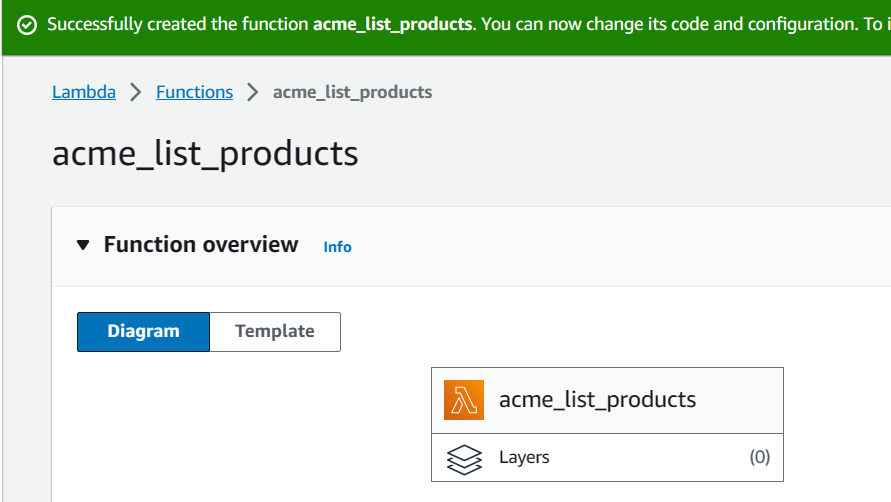 Successfully created the function acme_list_products. You can now change its code and configuration. To
Lambda > Functions > acme_list_products
acme_list_products
Function overview Info
Diagram Template
acme_list_products
Layers (0)